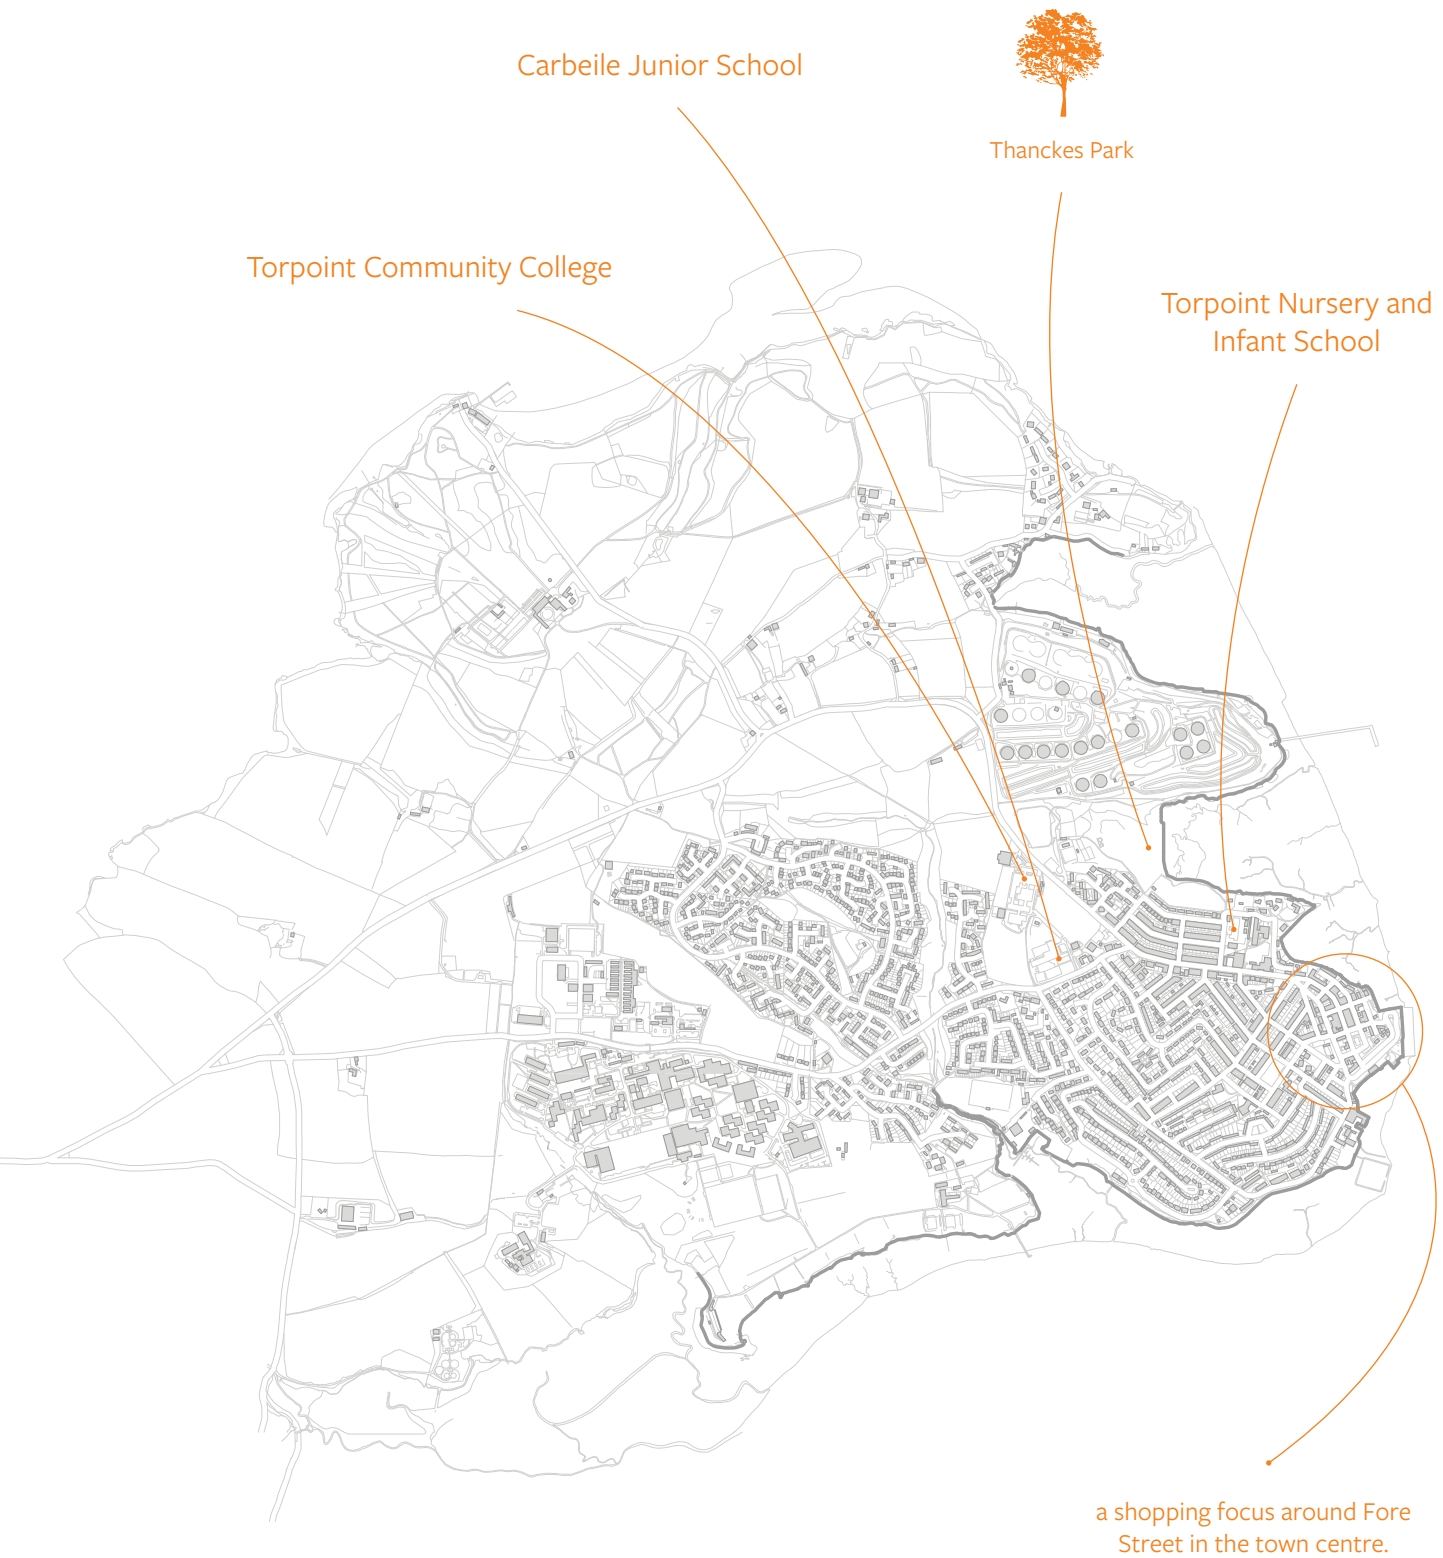 Carbeile Junior School
Thanckes Park
Torpoint Community College
Torpoint Nursery and
Infant School
a shopping focus around Fore
Street in the town centre.